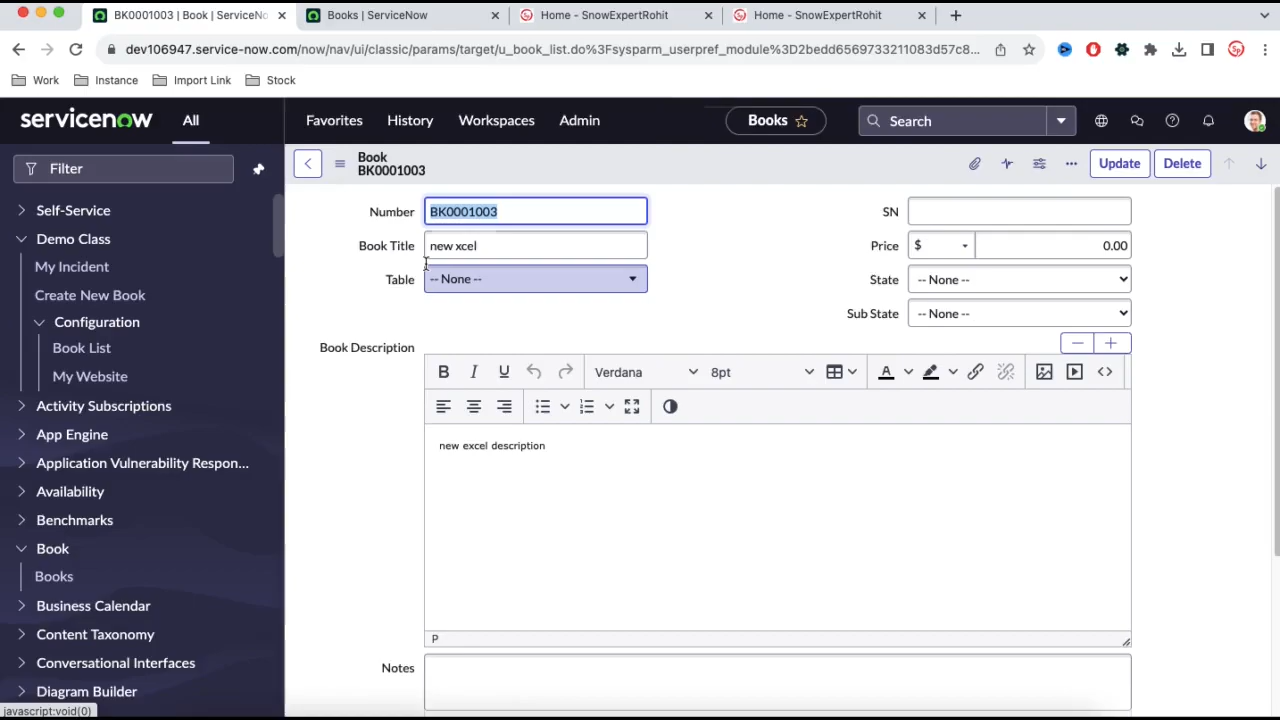 BK0001003 | Book | ServiceNo
Books | ServiceNow
Home - SnowExpertRohit
Home - SnowExpertRohit
dev106947.service-now.com/now/nav/ui/classic/params/target/u_book_list.do%3Fsysparm_userpref_module%3D2bedd6569733211083d57c8...
Work
Instance
Import Link
Stock
servicenow
All
Favorites
History
Workspaces
Admin
Books
Search
Filter
Self-Service
Demo Class
My Incident
Create New Book
Configuration
Book List
My Website
Activity Subscriptions
App Engine
Application Vulnerability Respon...
Availability
Benchmarks
Book
Books
Business Calendar
Content Taxonomy
Conversational Interfaces
Diagram Builder
javascript:void(0)
Book
BK0001003
Update
Delete
Number
BK0001003
SN
Book Title
new xcel
Price
$
0.00
Table
-- None --
State
-- None --
Sub State
-- None --
Book Description
B I U Verdana 8pt A
new excel description
P
Notes